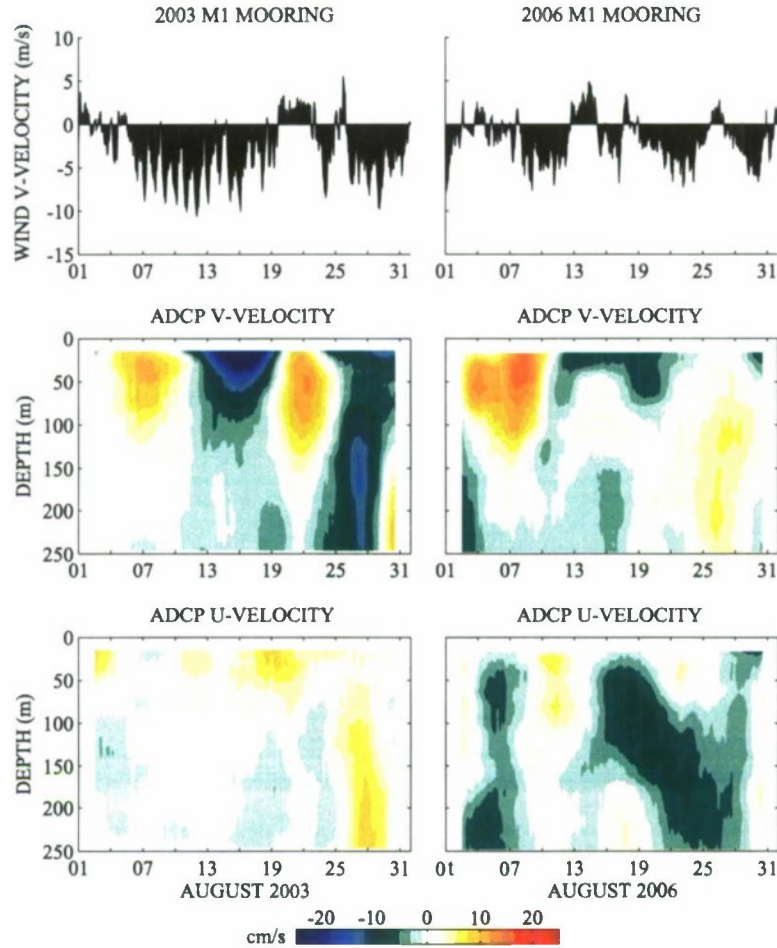 2003 M1 MOORING 2006 M1 MOORING
WIND V-VELOCITY (m/s)
10
5
0
-5
-10
-15
01 07 13 19 25 31 01 07 13 19 25 31
ADCP V-VELOCITY ADCP V-VELOCITY
DEPTH (m)
0
50
100
150
200
250
01 07 13 19 25 31 01 07 13 19 25 31
ADCP U-VELOCITY ADCP U-VELOCITY
DEPTH (m)
0
50
100
150
200
250
01 07 13 19 25 31 01 07 13 19 25 31
AUGUST 2003 AUGUST 2006
cm/s -20 -10 0 10 20